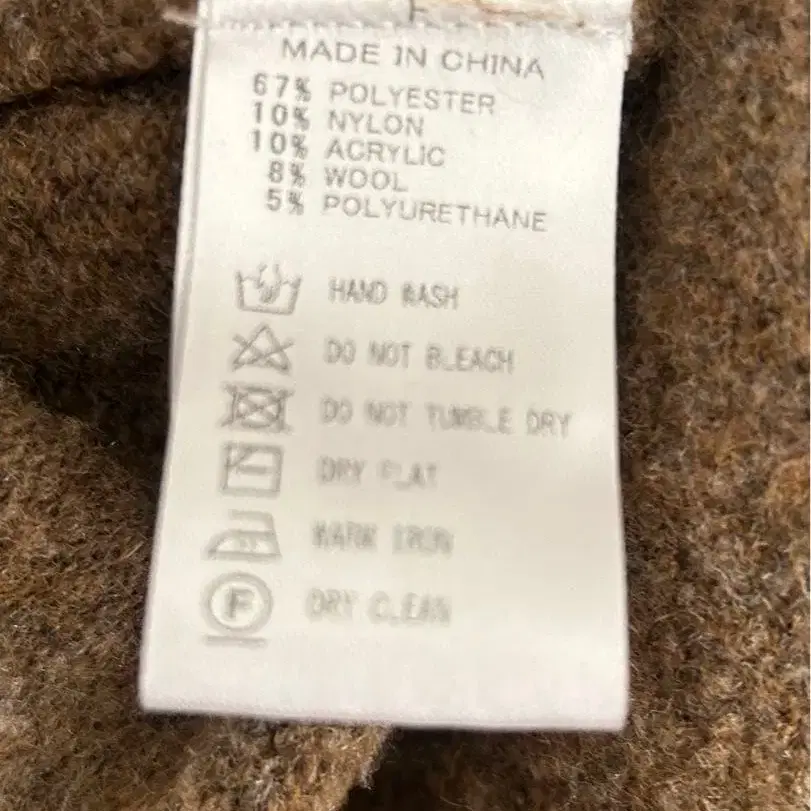 MADE IN CHINA
67% POLYESTER
10% NYLON
10% ACRYLIC
8% WOOL
5% POLYURETHANE
HAND WASH
DO NOT BLEACH
DO NOT TUMBLE DRY
DRY FLAT
WARM IRON
F DRY CLEAN